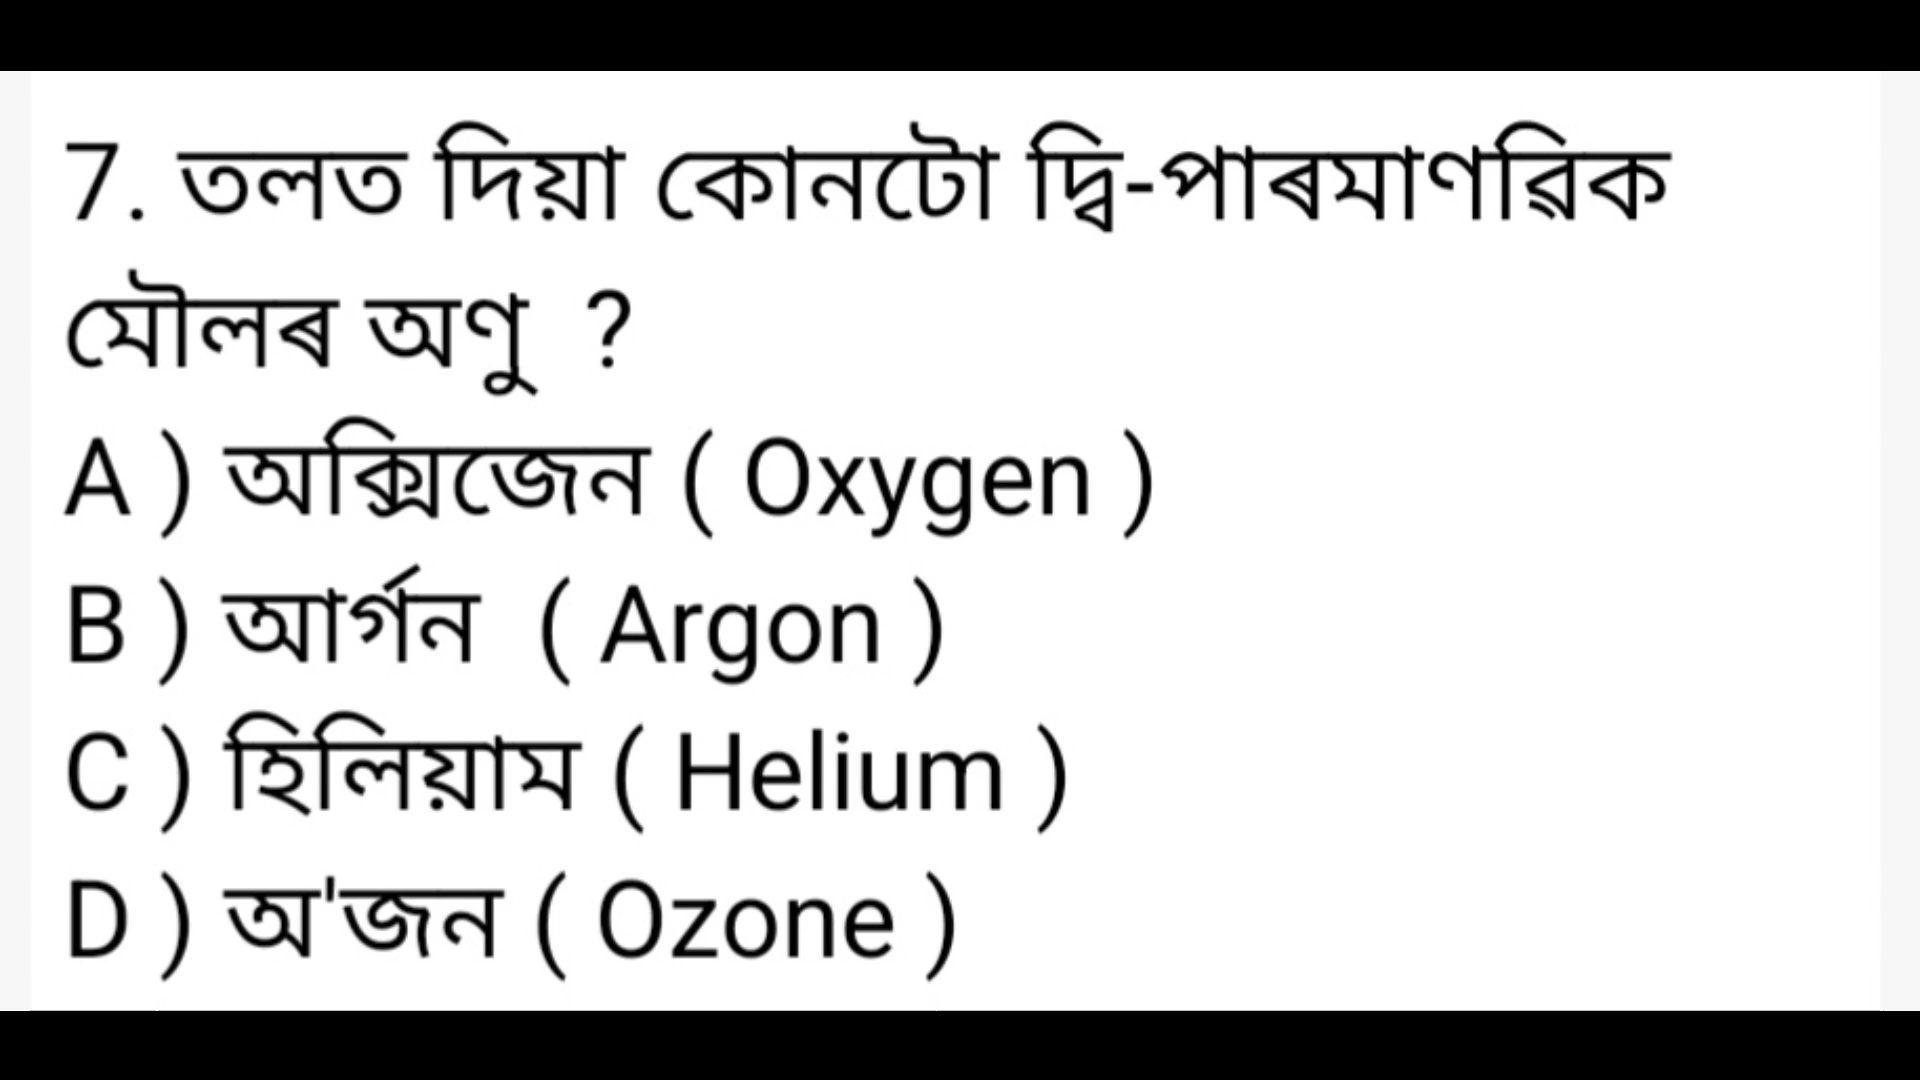 7. তলত দিয়া কোনটো দ্বি-পাৰমাণৱিক
মৌলৰ অণু ?
A ) অক্সিজেন ( Oxygen )
B ) আৰ্গন ( Argon )
C ) হিলিয়াম ( Helium )
D ) অ'জন ( Ozone )